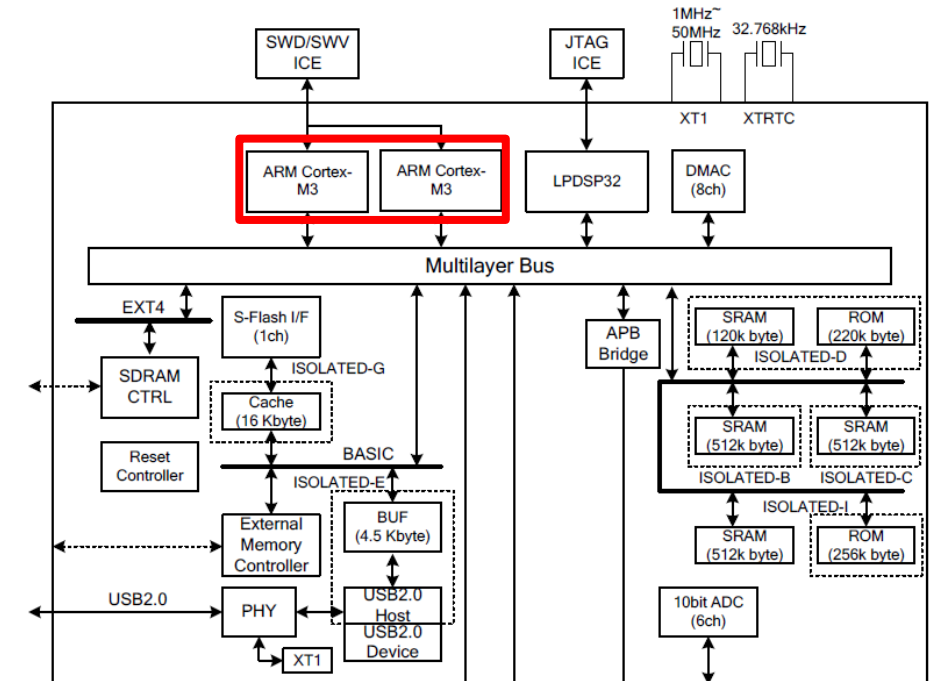 SWD/SWV
ICE
JTAG
ICE
1MHz~
50MHz
32.768kHz
XT1
XTRTC
ARM Cortex-
M3
ARM Cortex-
M3
LPDSP32
DMAC
(8ch)
Multilayer Bus
EXT4
S-Flash I/F
(1ch)
ISOLATED-G
SDRAM
CTRL
Cache
(16 Kbyte)
Reset
Controller
BASIC
ISOLATED-E
External
Memory
Controller
BUF
(4.5 Kbyte)
USB2.0
PHY
USB2.0
Host
USB2.0
Device
XT1
APB
Bridge
SRAM
(120k byte)
ROM
(220k byte)
ISOLATED-D
SRAM
(512k byte)
SRAM
(512k byte)
ISOLATED-B
ISOLATED-C
ISOLATED-I
SRAM
(512k byte)
ROM
(256k byte)
10bit ADC
(6ch)